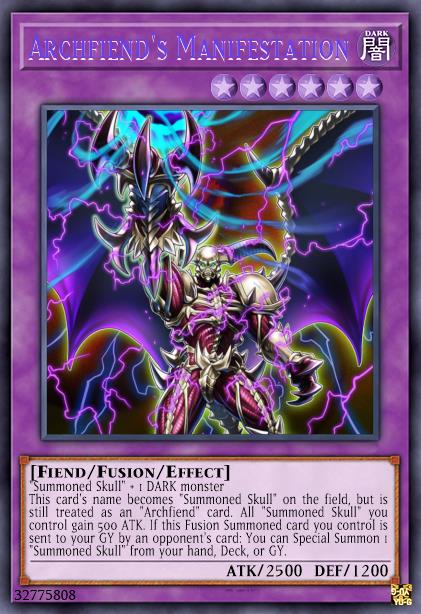 ARCHFIEND'S MANIFESTATION
DARK
闇
[FIEND/FUSION/EFFECT]
"Summoned Skull" + 1 DARK monster
This card's name becomes "Summoned Skull" on the field, but is
still treated as an "Archfiend" card. All "Summoned Skull" you
control gain 500 ATK. If this Fusion Summoned card you control is
sent to your GY by an opponent's card: You can Special Summon 1
"Summoned Skull" from your hand, Deck, or GY.
ATK/2500 DEF/1200
32775808